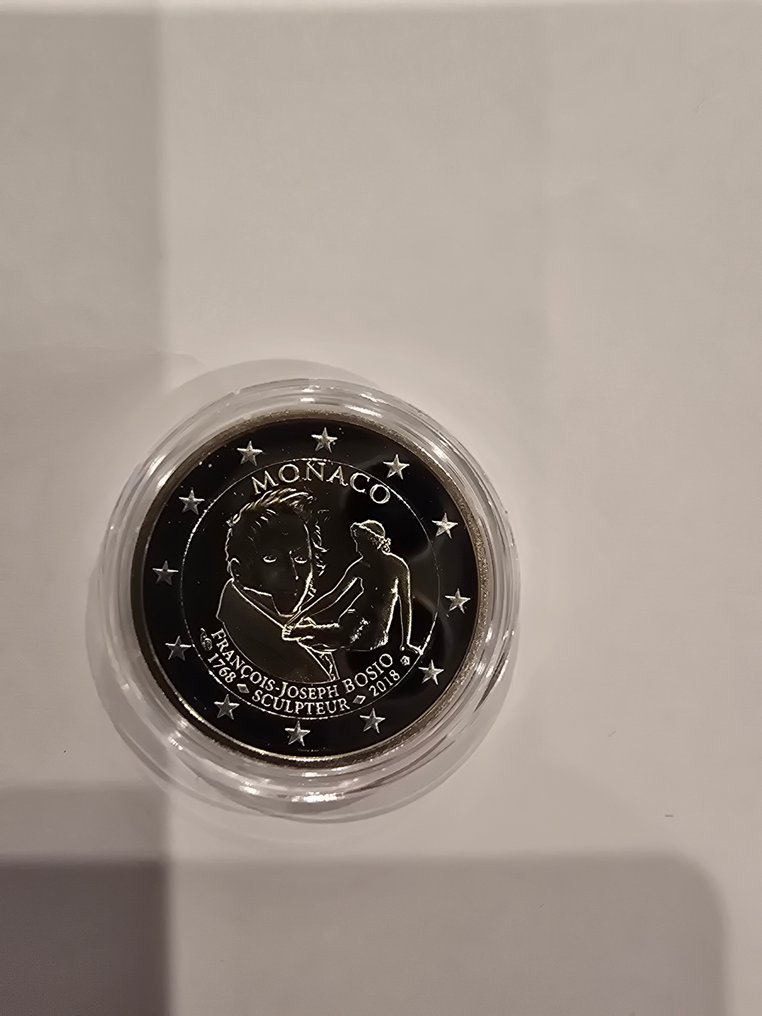 MONACO
FRANÇOIS-JOSEPH BOSIO
1768 ◆ SCULPTEUR ◆ 2018